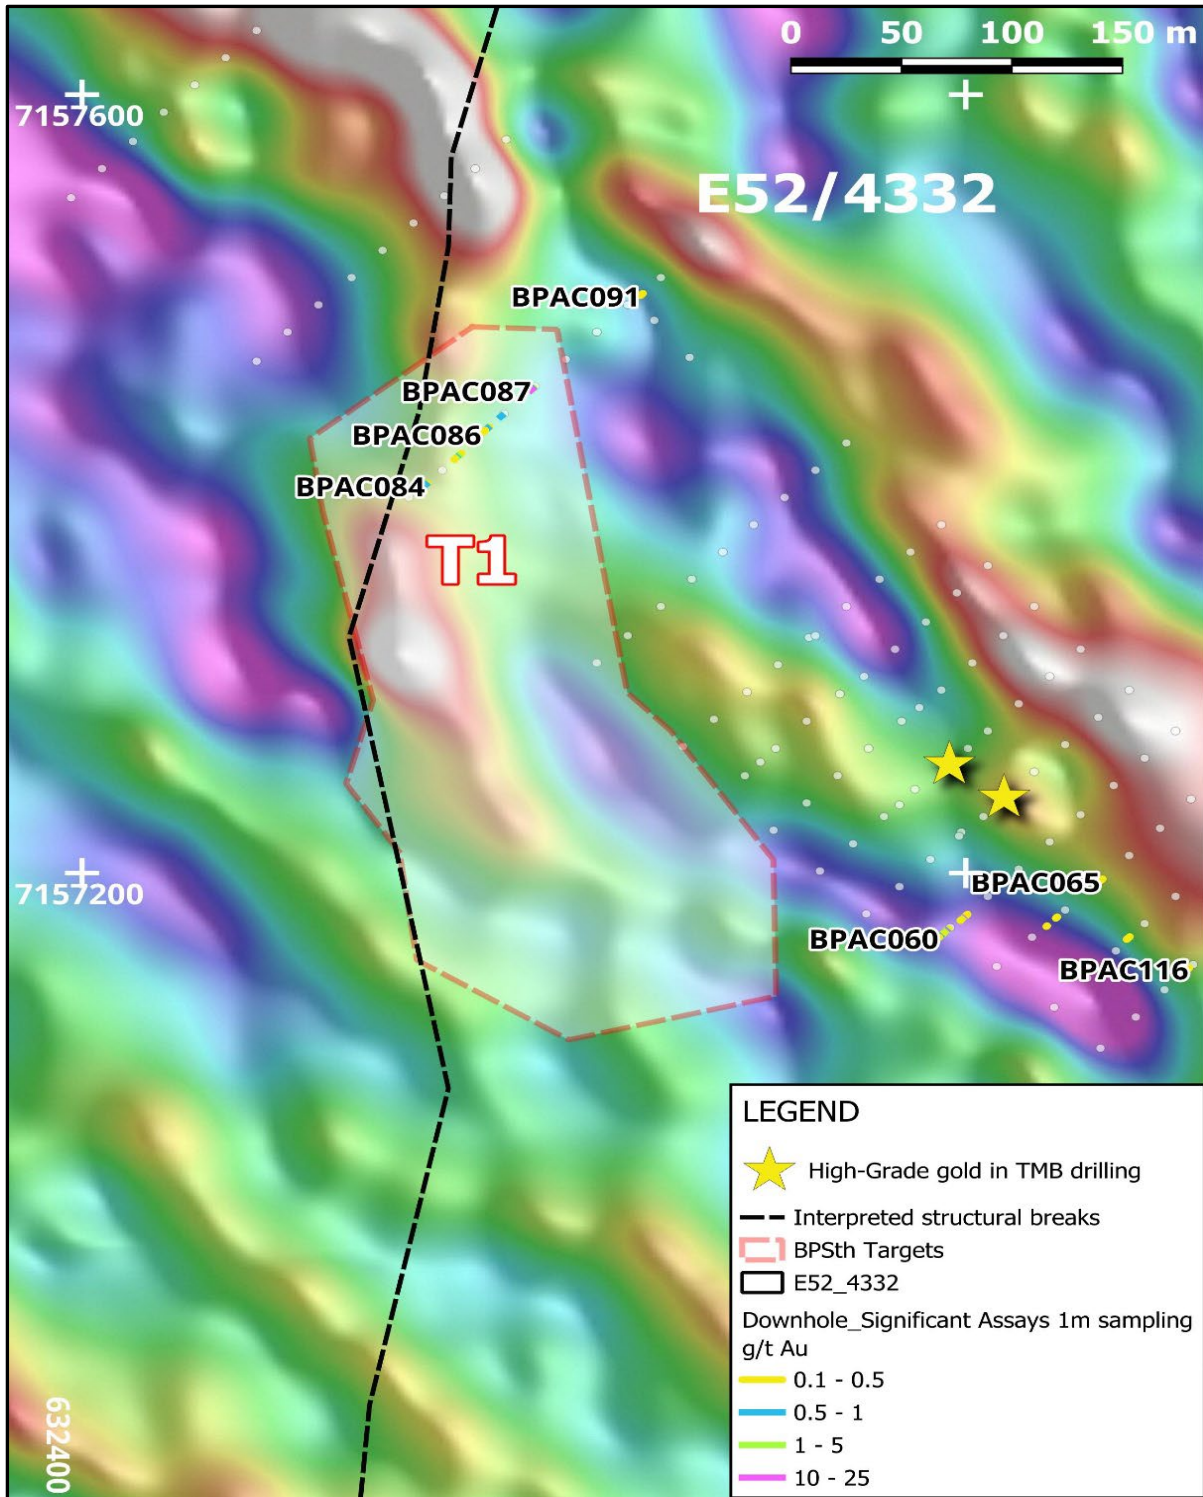 0 50 100 150 m
7157600
E52/4332
BPAC091
BPAC087
BPAC086
BPAC084
T1
7157200
BPAC065
BPAC060
BPAC116
LEGEND
High-Grade gold in TMB drilling
Interpreted structural breaks
BPSth Targets
E52_4332
Downhole_Significant Assays 1m sampling
g/t Au
0.1 - 0.5
0.5 - 1
1 - 5
10 - 25
632400